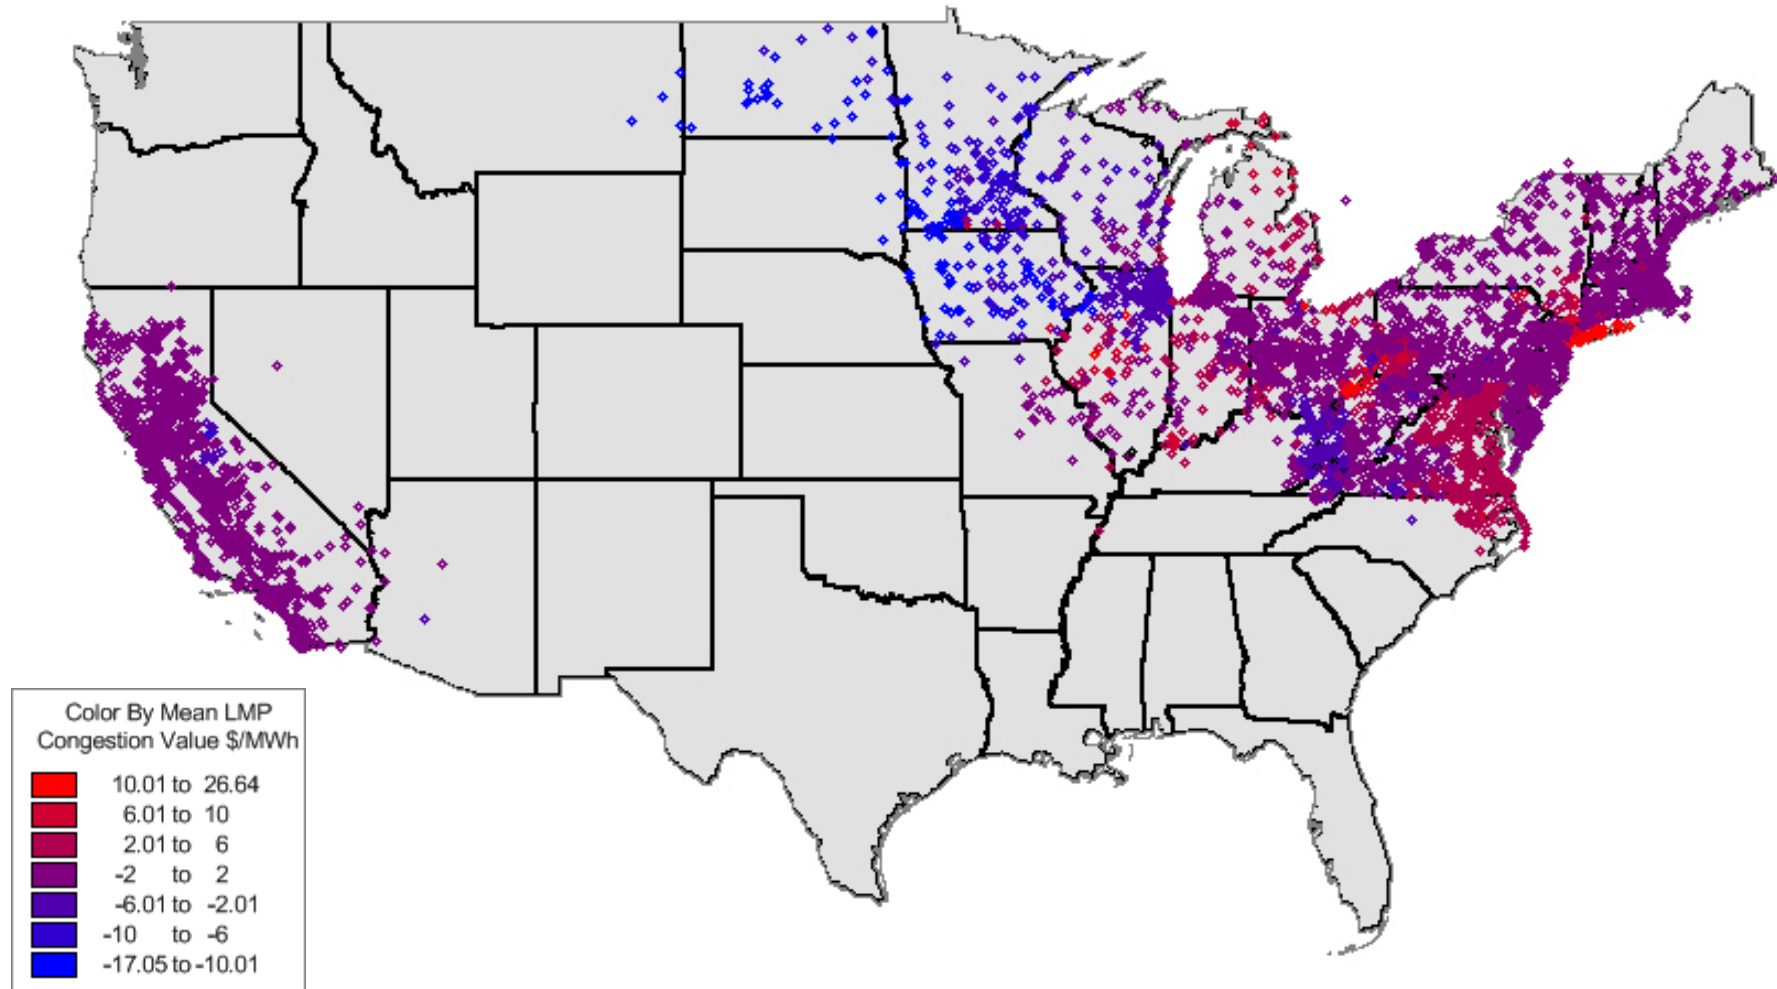 Color By Mean LMP
Congestion Value $/MWh
10.01 to 26.64
6.01 to 10
2.01 to 6
-2 to 2
-6.01 to -2.01
-10 to -6
-17.05 to -10.01